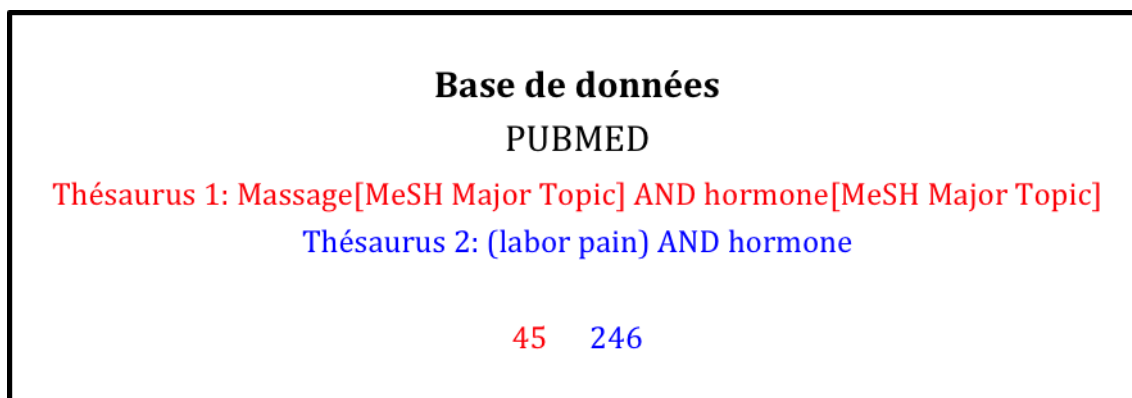 Base de données
PUBMED
Thésaurus 1: Massage[MeSH Major Topic] AND hormone[MeSH Major Topic]
Thésaurus 2: (labor pain) AND hormone
45 246